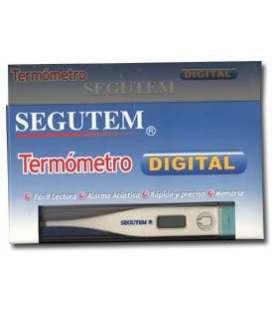 Termómetro DIGITAL
SEGUTEM
SEGUTEM ®
Termómetro DIGITAL
Fácil Lectura • Alarma Acústica • Rápido y preciso • Memoria
SEGUTEM ®